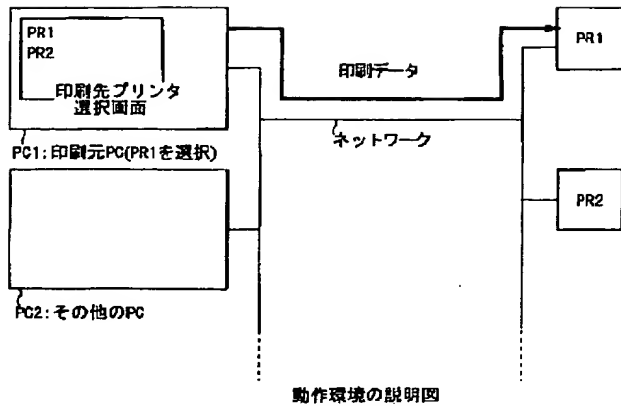 PR1
PR2
印刷先プリンタ
選択画面
PC1:印刷元PC(PR1を選択)
印刷データ
PR1
ネットワーク
PR2
PC2:その他のPC
動作環境の説明図